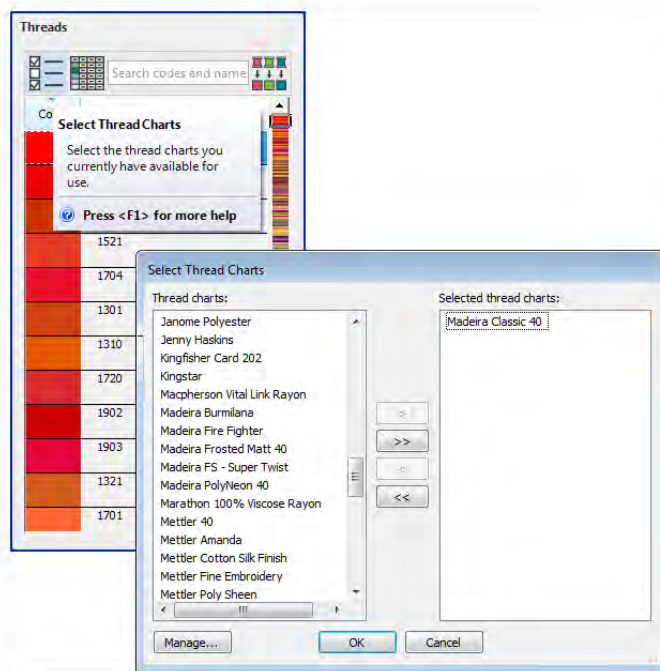 Threads
Search codes and name
Co
Select Thread Charts
Select the thread charts you
currently have available for
use.
Press <F1> for more help
1521
1704
1301
1310
1720
1902
1903
1321
1701
Select Thread Charts
Thread charts:
Janome Polyester
Jenny Haskins
Kingfisher Card 202
Kingstar
Macpherson Vital Link Rayon
Madeira Burmilana
Madeira Fire Fighter
Madeira Frosted Matt 40
Madeira FS - Super Twist
Madeira PolyNeon 40
Marathon 100% Viscose Rayon
Mettler 40
Mettler Amanda
Mettler Cotton Silk Finish
Mettler Fine Embroidery
Mettler Poly Sheen
>
>>
<
<<
Selected thread charts:
Madeira Classic 40
Manage...
OK
Cancel